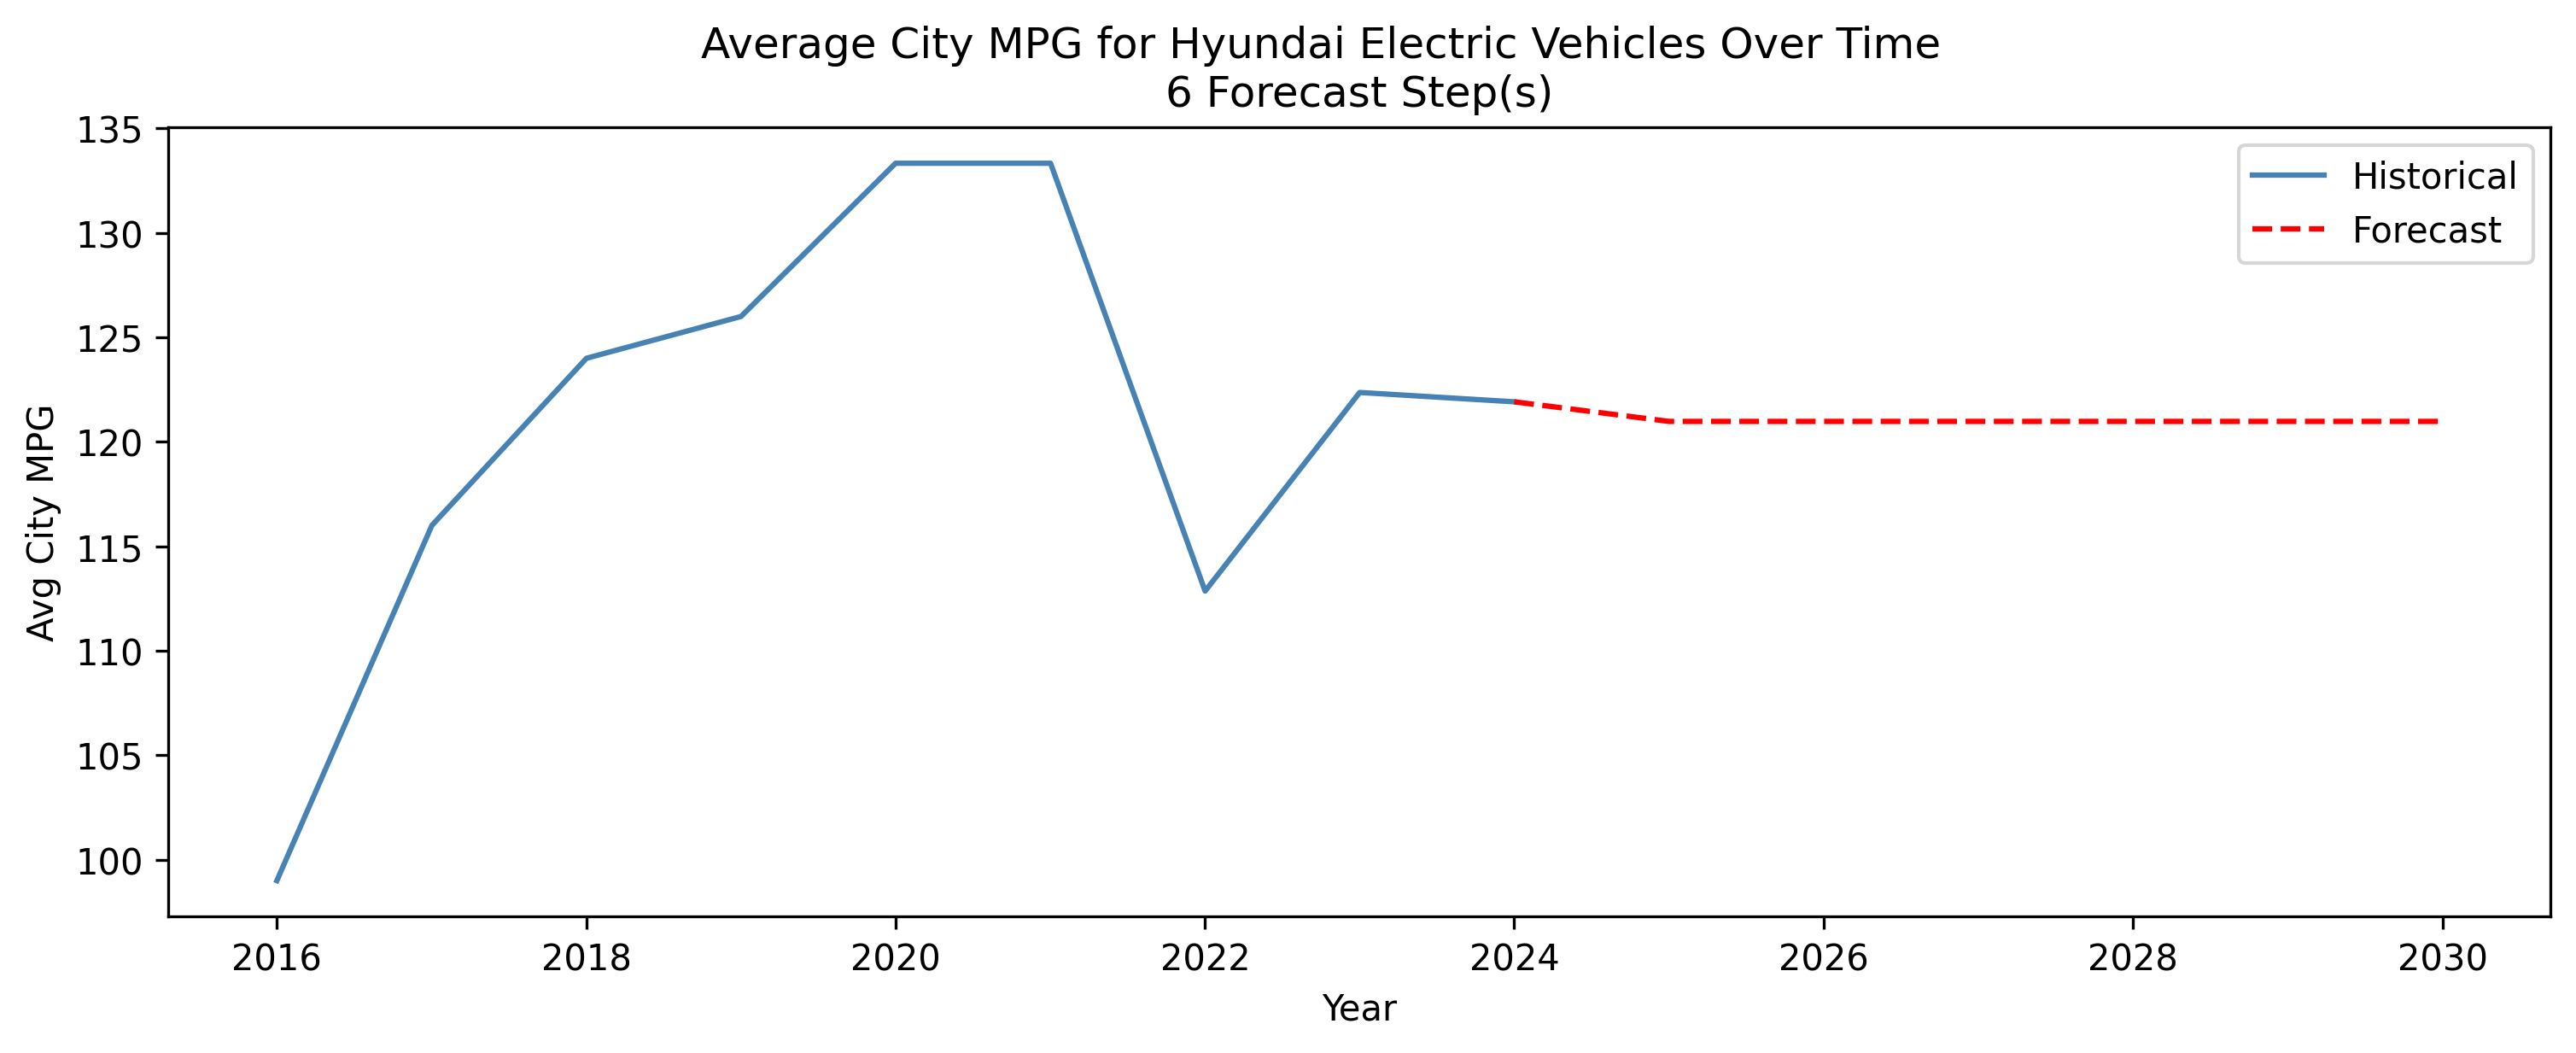 Average City MPG for Hyundai Electric Vehicles Over Time
6 Forecast Step(s)
135
130
125
120
115
110
105
100
Avg City MPG
Historical
Forecast
2016
2018
2020
2022
2024
2026
2028
2030
Year